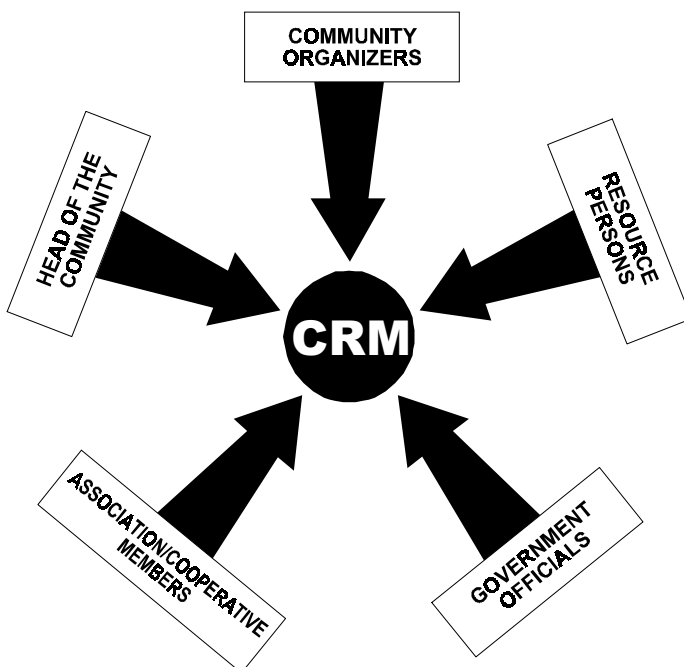 COMMUNITY
ORGANIZERS
HEAD OF THE
COMMUNITY
RESOURCE
PERSONS
CRM
ASSOCIATION/COOPERATIVE
MEMBERS
GOVERNMENT
OFFICIALS